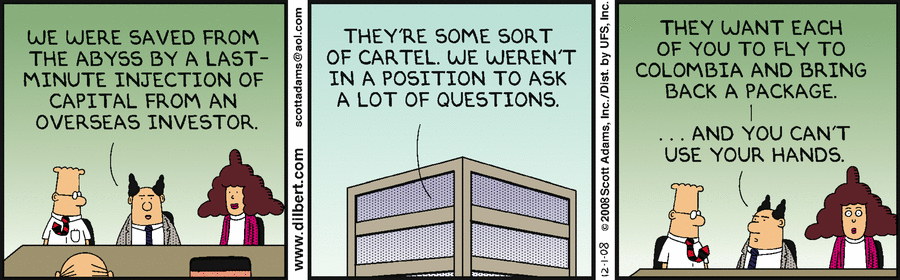 WE WERE SAVED FROM
THE ABYSS BY A LAST-
MINUTE INJECTION OF
CAPITAL FROM AN
OVERSEAS INVESTOR.
www.dilbert.com scottadams@aol.com
THEY'RE SOME SORT
OF CARTEL. WE WEREN'T
IN A POSITION TO ASK
A LOT OF QUESTIONS.
12-1-08 © 2008 Scott Adams, Inc./Dist. by UFS, Inc.
THEY WANT EACH
OF YOU TO FLY TO
COLOMBIA AND BRING
BACK A PACKAGE.
. . . AND YOU CAN'T
USE YOUR HANDS.